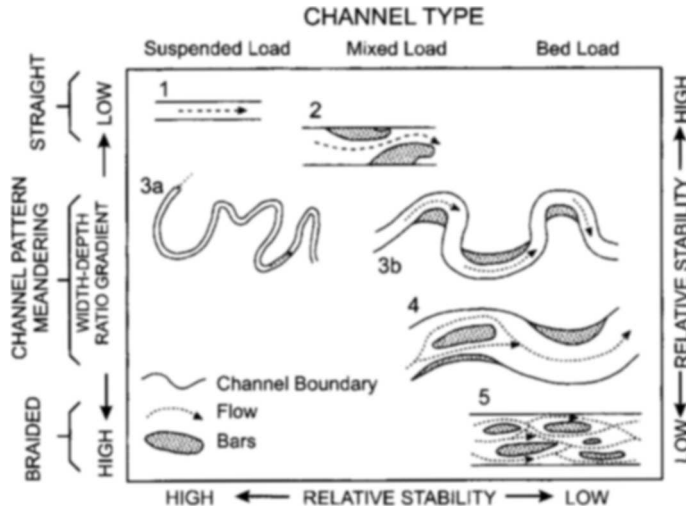 CHANNEL TYPE
Suspended Load Mixed Load Bed Load
STRAIGHT
LOW
1
2
HIGH
CHANNEL PATTERN
MEANDERING
WIDTH-DEPTH
RATIO GRADIENT
3a
3b
4
RELATIVE STABILITY
Channel Boundary
Flow
Bars
5
BRAIDED
HIGH
LOW
HIGH RELATIVE STABILITY LOW